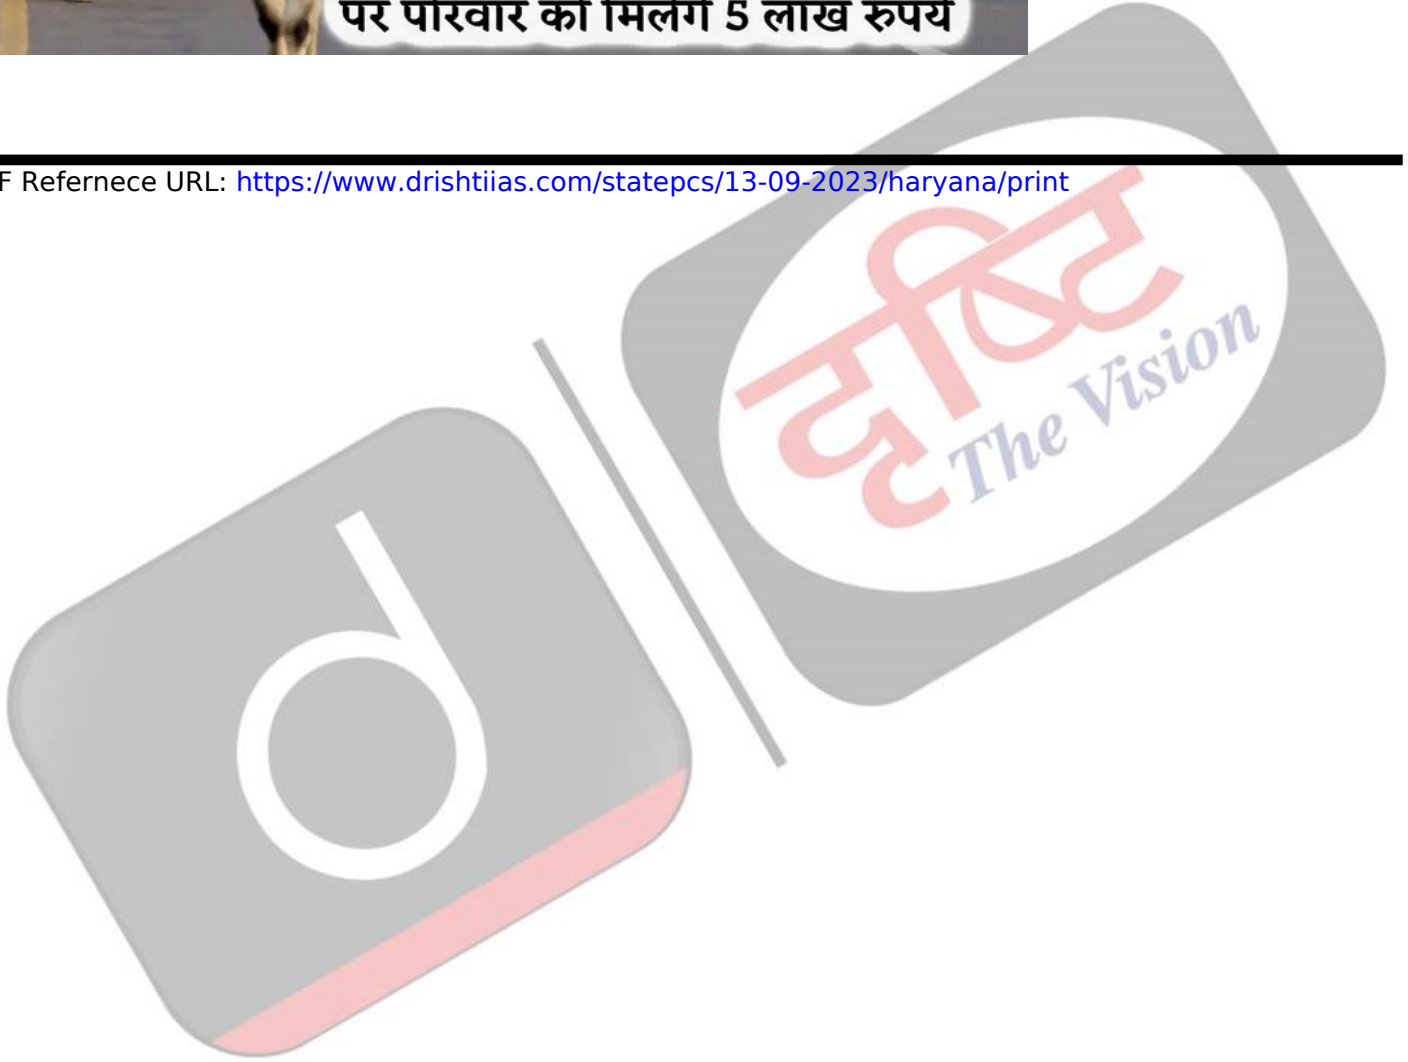 पर परिवार को मिलेंगे 5 लाख रुपये
F Refernece URL: https://www.drishtiias.com/statepcs/13-09-2023/haryana/print
दृष्टि
The Vision
d